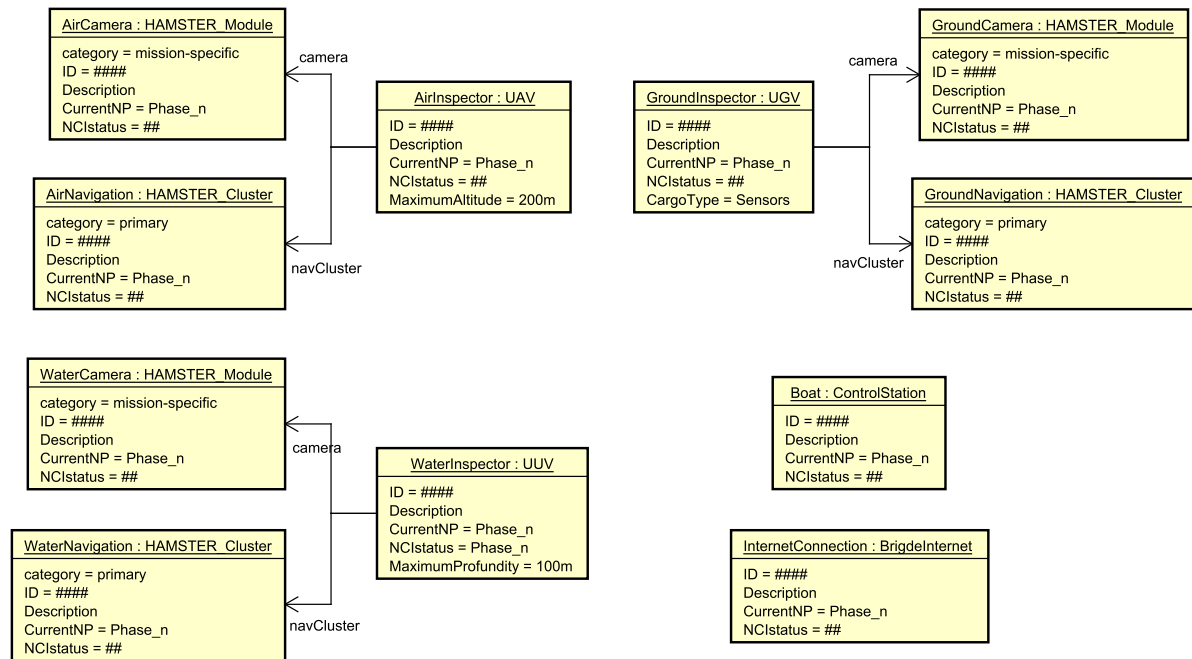 AirCamera : HAMSTER_Module
category = mission-specific
ID = ####
Description
CurrentNP = Phase_n
NCIstatus = ##
camera
AirInspector : UAV
ID = ####
Description
CurrentNP = Phase_n
NCIstatus = ##
MaximumAltitude = 200m
AirNavigation : HAMSTER_Cluster
category = primary
ID = ####
Description
CurrentNP = Phase_n
NCIstatus = ##
navCluster
GroundCamera : HAMSTER_Module
category = mission-specific
ID = ####
Description
CurrentNP = Phase_n
NCIstatus = ##
camera
GroundInspector : UGV
ID = ####
Description
CurrentNP = Phase_n
NCIstatus = ##
CargoType = Sensors
GroundNavigation : HAMSTER_Cluster
category = primary
ID = ####
Description
CurrentNP = Phase_n
NCIstatus = ##
navCluster
WaterCamera : HAMSTER_Module
category = mission-specific
ID = ####
Description
CurrentNP = Phase_n
NCIstatus = ##
camera
WaterInspector : UUV
ID = ####
Description
CurrentNP = Phase_n
NCIstatus = Phase_n
MaximumProfundity = 100m
WaterNavigation : HAMSTER_Cluster
category = primary
ID = ####
Description
CurrentNP = Phase_n
NCIstatus = ##
navCluster
Boat : ControlStation
ID = ####
Description
CurrentNP = Phase_n
NCIstatus = ##
InternetConnection : BrigdeInternet
ID = ####
Description
CurrentNP = Phase_n
NCIstatus = ##